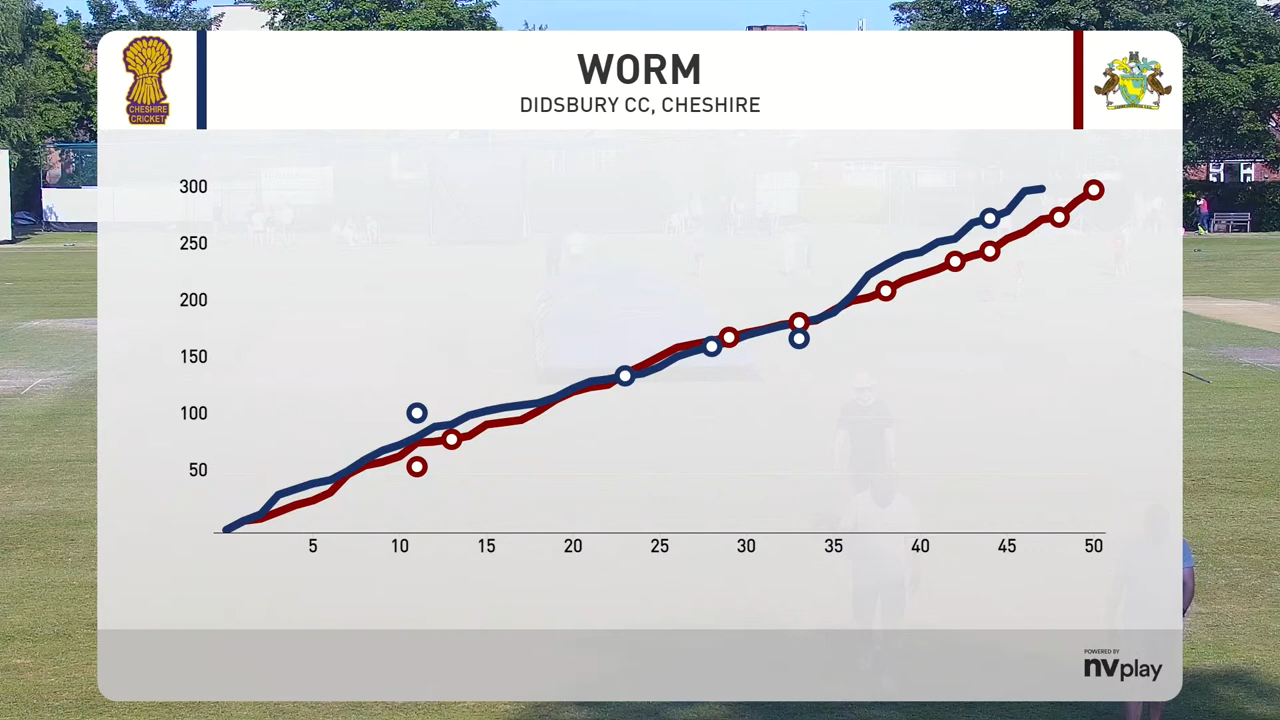 WORM
DIDSBURY CC, CHESHIRE
CHESHIRE
CRICKET
300
250
200
150
100
50
5 10 15 20 25 30 35 40 45 50
POWERED BY
nvplay